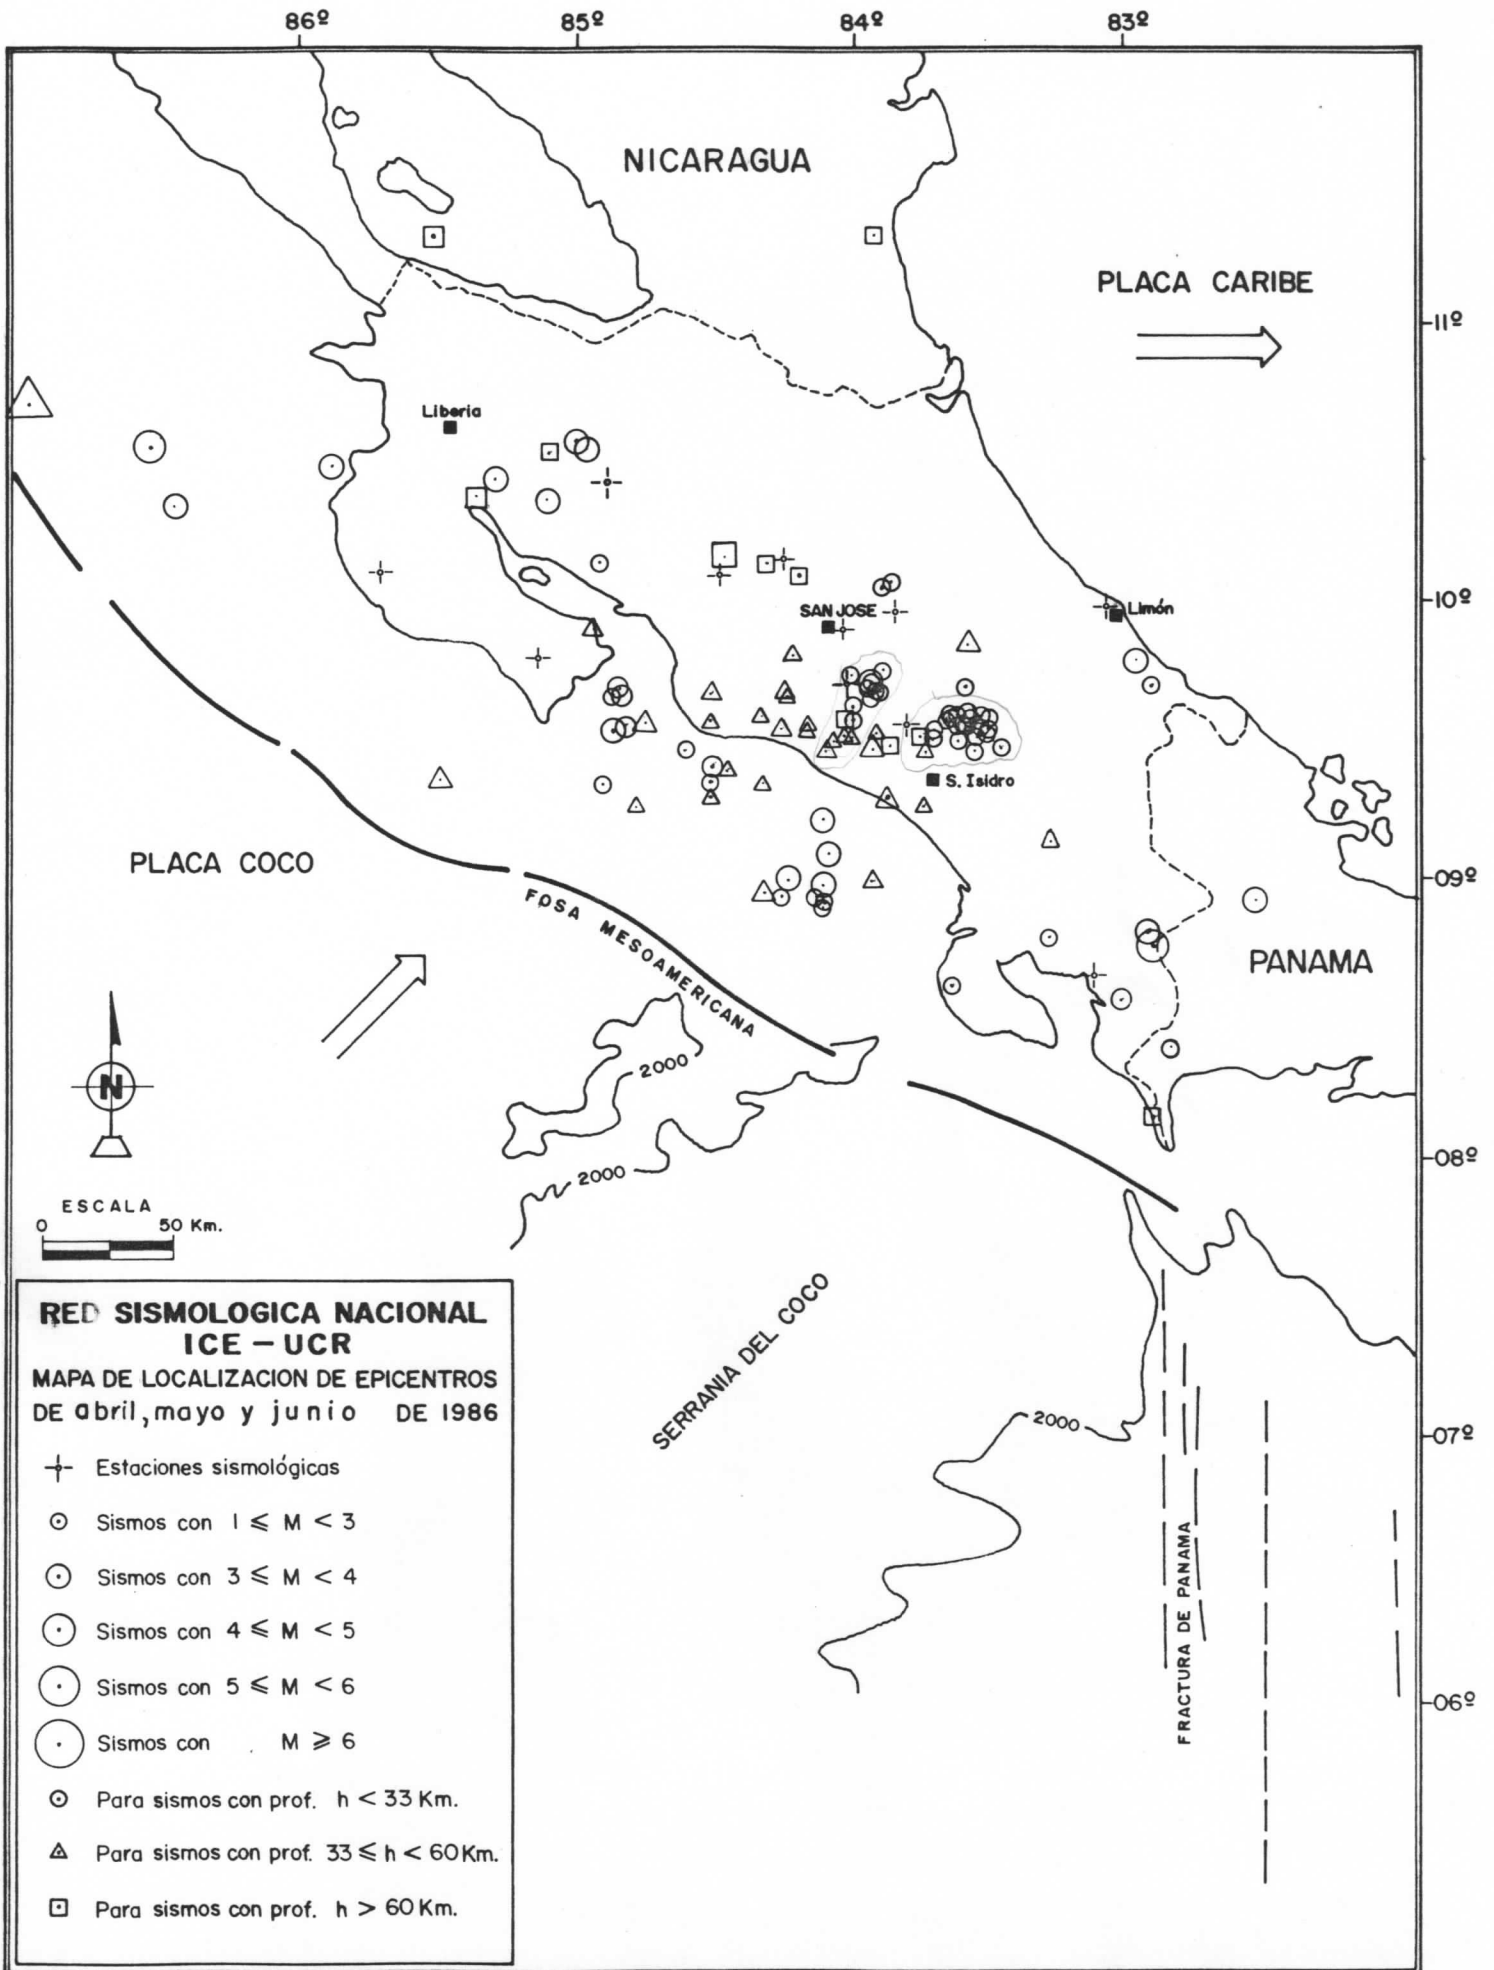 86º 85º 84º 83º
NICARAGUA
PLACA CARIBE
11º
Liberia
10º
SAN JOSE
Limón
S. Isidro
PLACA COCO
09º
FOSA MESOAMERICANA
PANAMA
N
2000
08º
2000
ESCALA
0 50 Km.
SERRANIA DEL COCO
2000
07º
FRACTURA DE PANAMA
06º
RED SISMOLOGICA NACIONAL
ICE – UCR
MAPA DE LOCALIZACION DE EPICENTROS
DE abril, mayo y junio DE 1986
Estaciones sismológicas
Sismos con 1 ⩽ M < 3
Sismos con 3 ⩽ M < 4
Sismos con 4 ⩽ M < 5
Sismos con 5 ⩽ M < 6
Sismos con M ⩾ 6
Para sismos con prof. h < 33 Km.
Para sismos con prof. 33 ⩽ h < 60 Km.
Para sismos con prof. h > 60 Km.